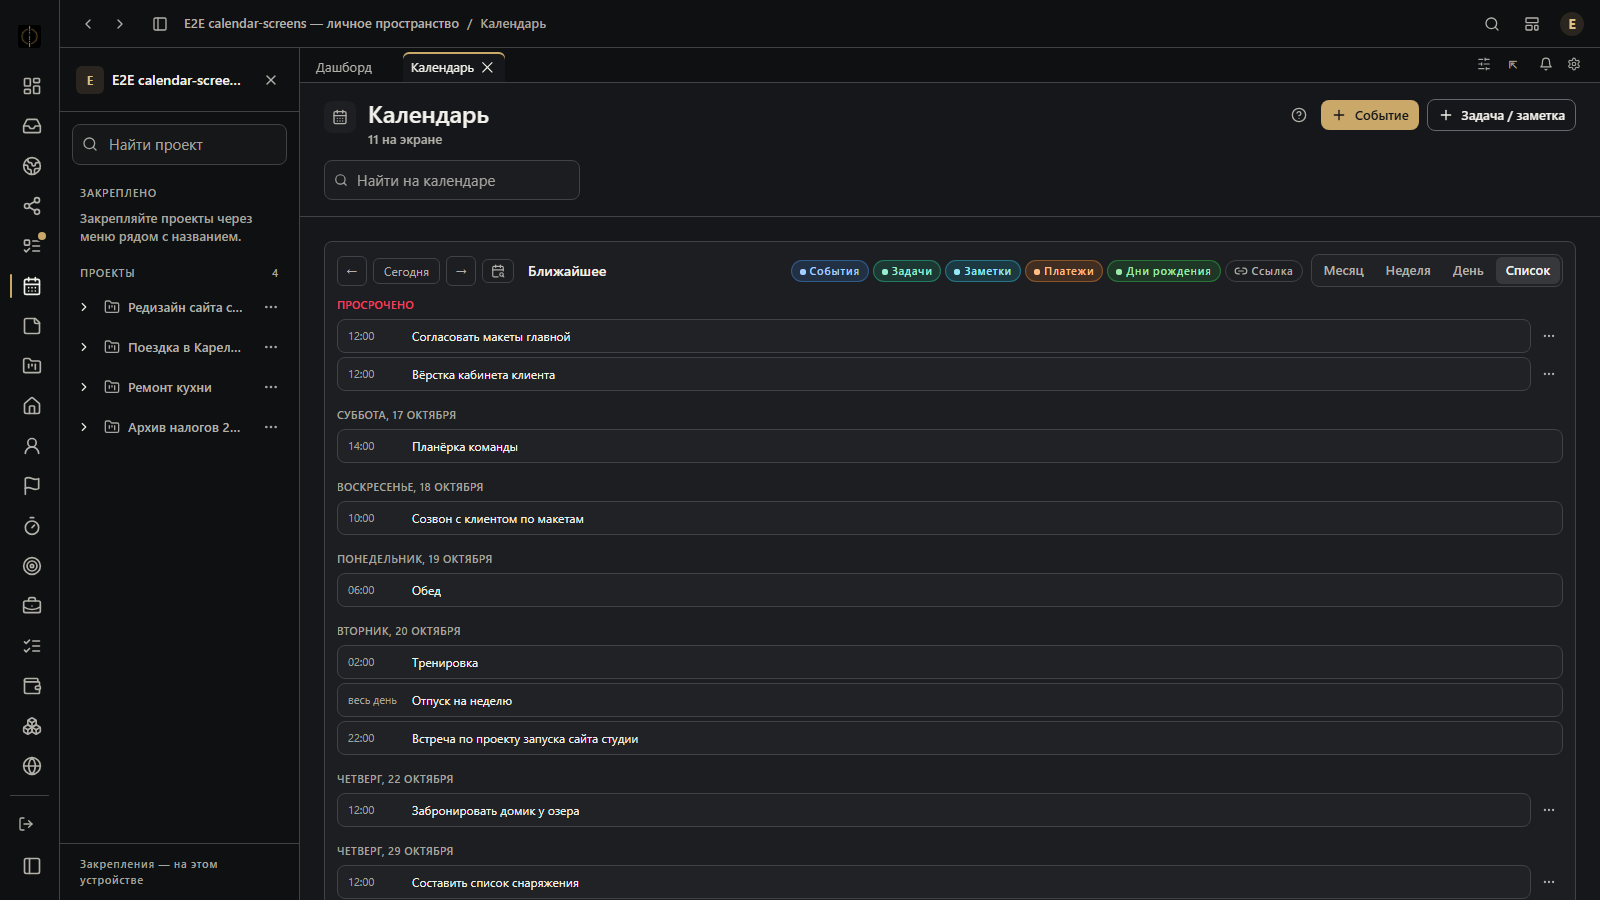 E2E calendar-screens — личное пространство / Календарь
E
E
E2E calendar-scree...
Найти проект
ЗАКРЕПЛЕНО
Закрепляйте проекты через
меню рядом с названием.
ПРОЕКТЫ 4
Редизайн сайта с...
Поездка в Карел...
Ремонт кухни
Архив налогов 2...
Закрепления — на этом
устройстве
Дашборд
Календарь
Календарь
11 на экране
Событие
Задача / заметка
Найти на календаре
Сегодня
Ближайшее
События
Задачи
Заметки
Платежи
Дни рождения
Ссылка
Месяц
Неделя
День
Список
ПРОСРОЧЕНО
12:00 Согласовать макеты главной
12:00 Вёрстка кабинета клиента
СУББОТА, 17 ОКТЯБРЯ
14:00 Планёрка команды
ВОСКРЕСЕНЬЕ, 18 ОКТЯБРЯ
10:00 Созвон с клиентом по макетам
ПОНЕДЕЛЬНИК, 19 ОКТЯБРЯ
06:00 Обед
ВТОРНИК, 20 ОКТЯБРЯ
02:00 Тренировка
весь день Отпуск на неделю
22:00 Встреча по проекту запуска сайта студии
ЧЕТВЕРГ, 22 ОКТЯБРЯ
12:00 Забронировать домик у озера
ЧЕТВЕРГ, 29 ОКТЯБРЯ
12:00 Составить список снаряжения